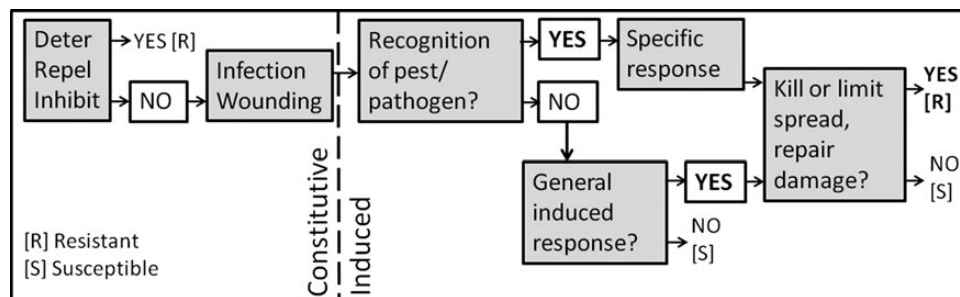 Deter
Repel
Inhibit
YES [R]
NO
Infection
Wounding
Recognition
of pest/
pathogen?
YES
NO
Specific
response
General
induced
response?
YES
NO
[S]
Kill or limit
spread,
repair
damage?
YES
[R]
NO
[S]
Constitutive
Induced
[R] Resistant
[S] Susceptible